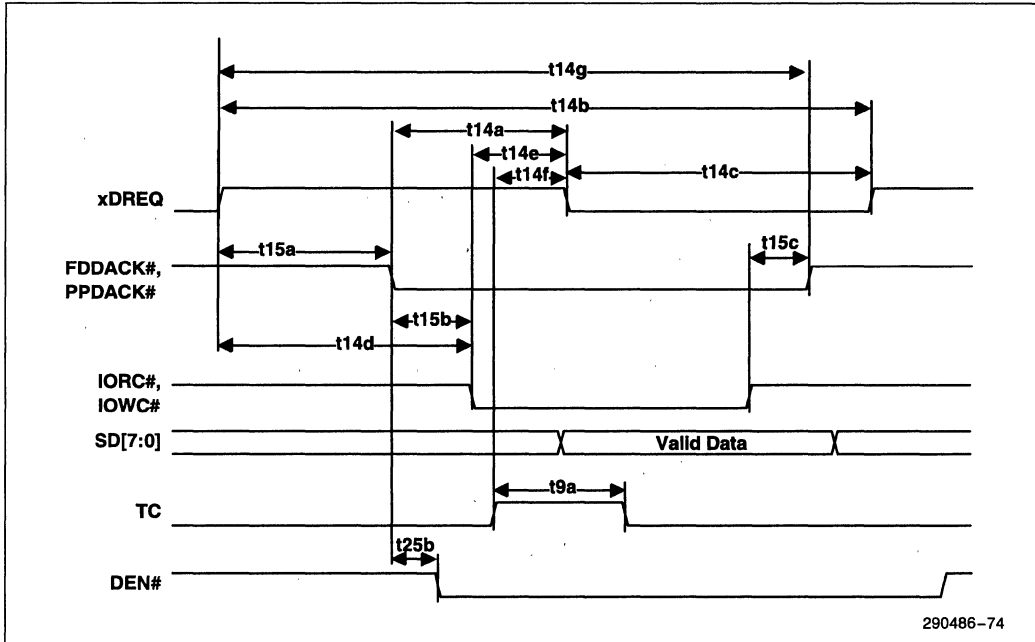 t14g
t14b
t14a
t14e
t14f
t14c
xDREQ
t15a
t15c
FDDACK#,
PPDACK#
t15b
t14d
IORC#,
IOWC#
SD[7:0]
Valid Data
t9a
TC
t25b
DEN#
290486-74